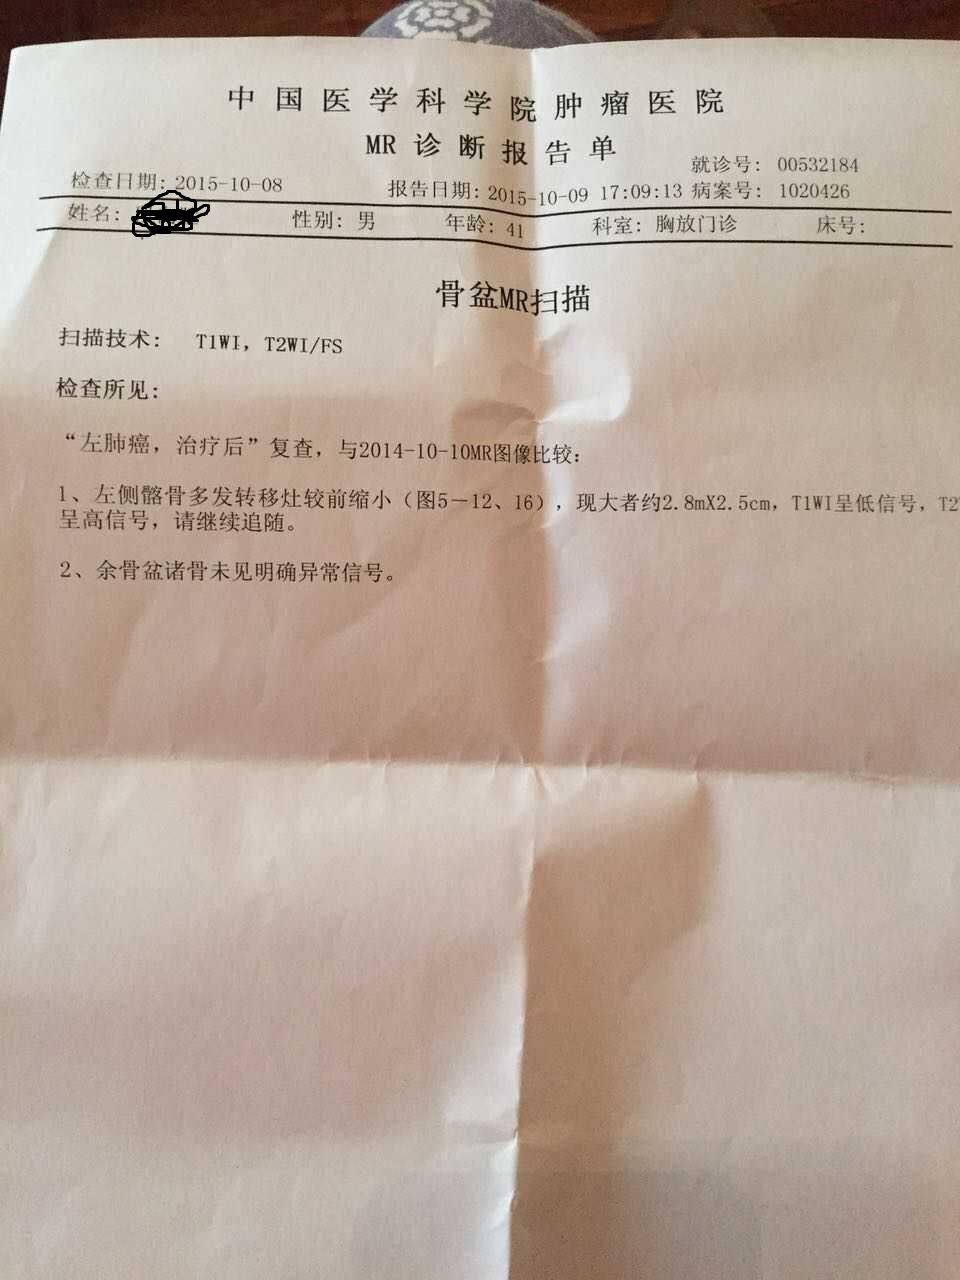 中国医学科学院肿瘤医院
MR诊断报告单
就诊号: 00532184
检查日期: 2015-10-08 报告日期: 2015-10-09 17:09:13 病案号: 1020426
姓名: 性别: 男 年龄: 41 科室: 胸放门诊 床号:
骨盆MR扫描
扫描技术: T1WI, T2WI/FS
检查所见:
“左肺癌，治疗后”复查，与2014-10-10MR图像比较:
1、左侧髂骨多发转移灶较前缩小（图5－12、16），现大者约2.8mX2.5cm，T1WI呈低信号，T2
呈高信号，请继续追随。
2、余骨盆诸骨未见明确异常信号。